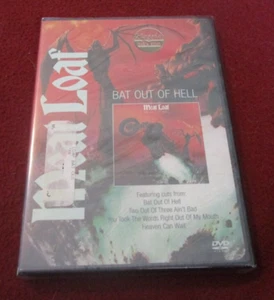 Meat Loaf
BAT OUT OF HELL
Meat Loaf
Featuring cuts from:
Bat Out Of Hell
Two Out Of Three Ain't Bad
You Took The Words Right Out Of My Mouth
Heaven Can Wait
DVD